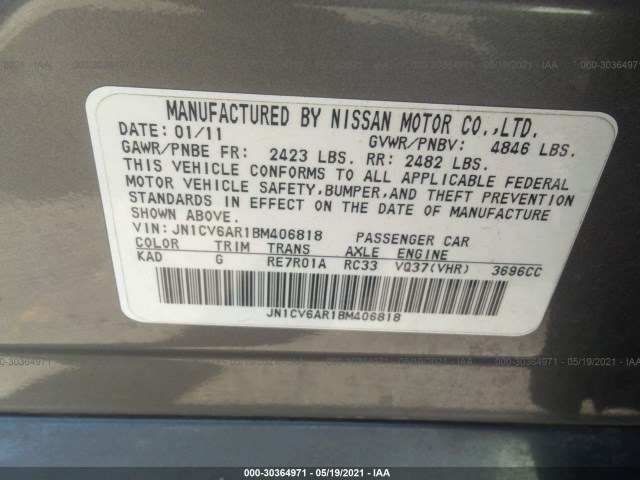 MANUFACTURED BY NISSAN MOTOR CO.,LTD.
DATE: 01/11 GVWR/PNBV: 4846 LBS.
GAWR/PNBE FR: 2423 LBS. RR: 2482 LBS.
THIS VEHICLE CONFORMS TO ALL APPLICABLE FEDERAL
MOTOR VEHICLE SAFETY,BUMPER,AND THEFT PREVENTION
STANDARDS IN EFFECT ON THE DATE OF MANUFACTURE
SHOWN ABOVE.
VIN: JN1CV6AR1BM406818 PASSENGER CAR
COLOR TRIM TRANS AXLE ENGINE
KAD G RE7R01A RC33 VQ37(VHR) 3696CC
JN1CV6AR1BM406818
000-30364971 - 05/19/2021 - IAA